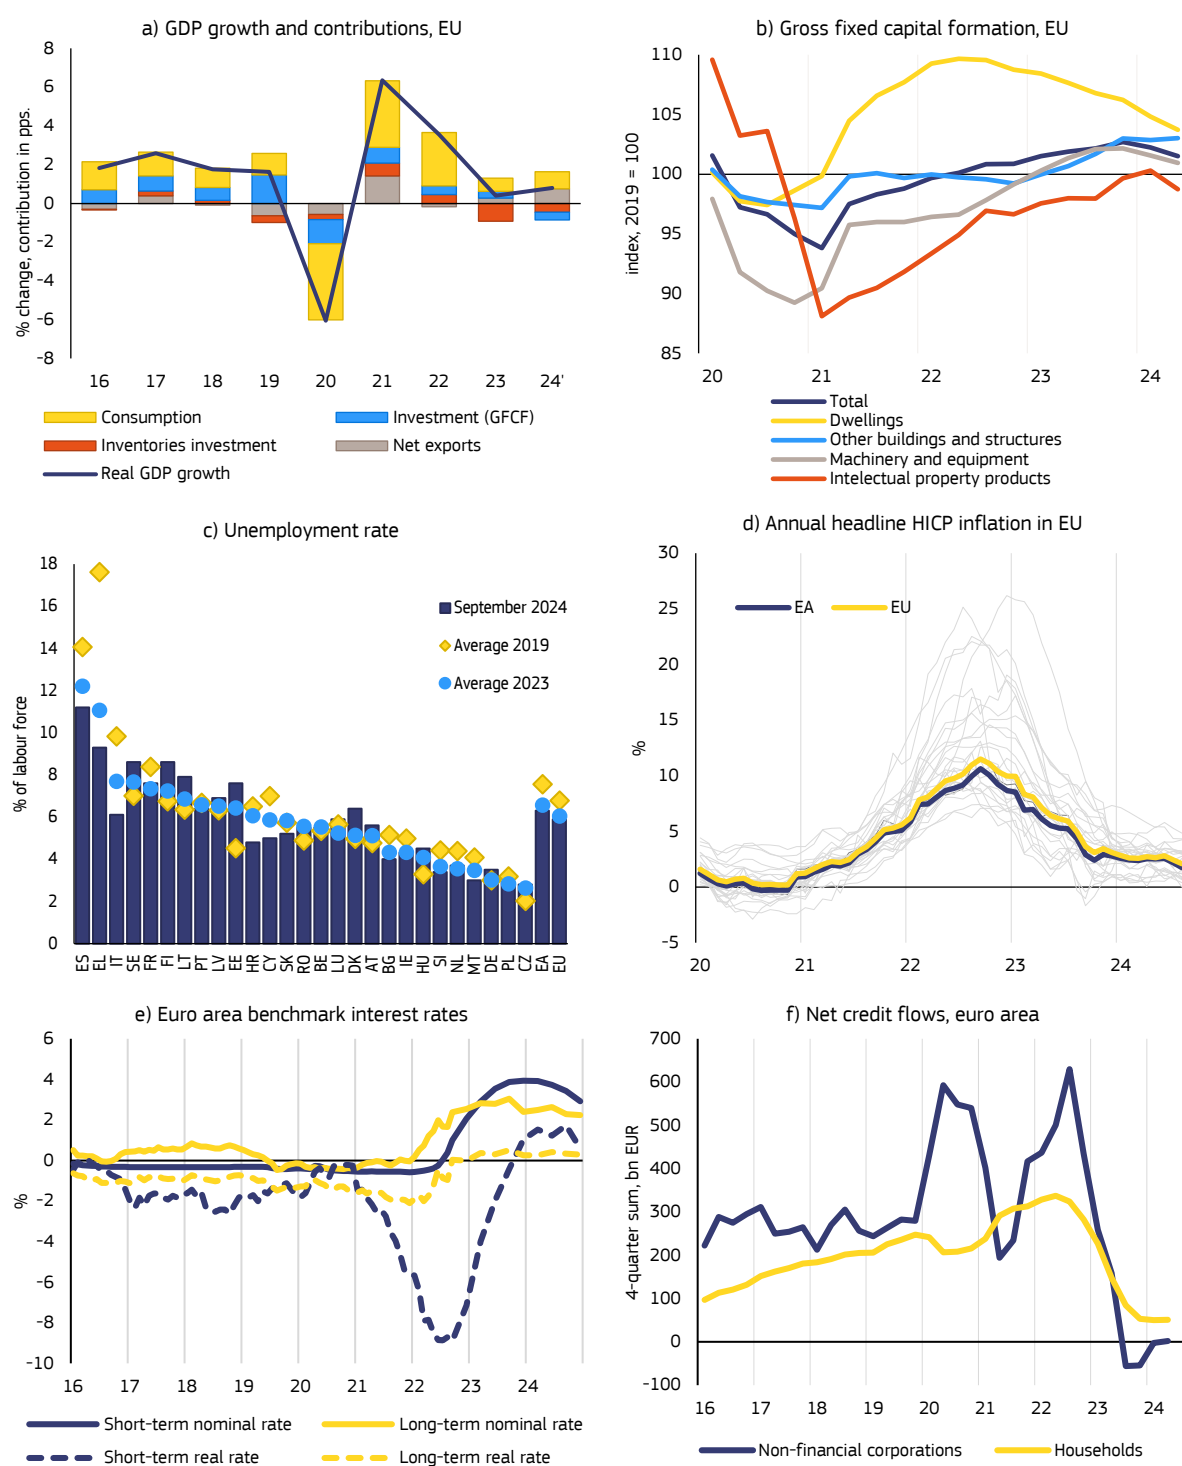 a) GDP growth and contributions, EU
8
6
4
2
0
-2
-4
-6
-8
% change, contribution in pps.
16 17 18 19 20 21 22 23 24'
Consumption
Investment (GFCF)
Inventories investment
Net exports
Real GDP growth
b) Gross fixed capital formation, EU
110
105
100
95
90
85
index, 2019 = 100
20 21 22 23 24
Total
Dwellings
Other buildings and structures
Machinery and equipment
Intelectual property products
c) Unemployment rate
18
16
14
12
10
8
6
4
2
0
% of labour force
September 2024
Average 2019
Average 2023
ES EL IT SE FR FI LT PT LV EE HR CY SK RO BE LU DK AT BG IE HU SI NL MT DE PL CZ EA EU
d) Annual headline HICP inflation in EU
30
25
20
15
10
5
0
-5
%
EA EU
20 21 22 23 24
e) Euro area benchmark interest rates
6
4
2
0
-2
-4
-6
-8
-10
%
16 17 18 19 20 21 22 23 24
Short-term nominal rate
Long-term nominal rate
Short-term real rate
Long-term real rate
f) Net credit flows, euro area
700
600
500
400
300
200
100
0
-100
4-quarter sum, bn EUR
16 17 18 19 20 21 22 23 24
Non-financial corporations
Households